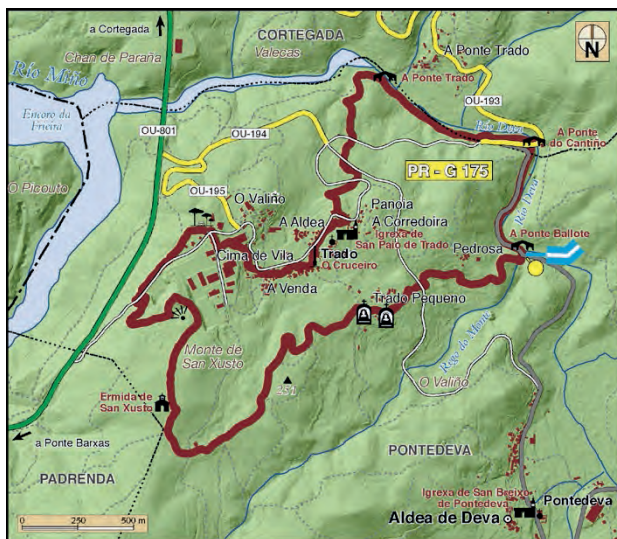 a Cortegada
CORTEGADA
Valecas
Chan de Paraña
A Ponte Trado
N
Río Miño
A Ponte Trado
OU-193
Encoro da
Frieira
OU-801
OU-194
Río Deva
A Ponte
do Cantiño
PR - G 175
OU-195
O Picouto
O Valiño
Panoia
A Aldea
A Corredoira
Río Deva
Igrexa de
San Paio de Trado
A Ponte Ballote
Pedrosa
Cima de Vila
Trado
O Cruceiro
A Venda
Trado Pequeno
Rego do Monte
Monte de
San Xusto
351
O Valiño
Ermida de
San Xusto
a Ponte Barxas
PONTEDEVA
PADRENDA
Igrexa de San Breixo
de Pontedeva
Pontedeva
Aldea de Deva
0 250 500 m